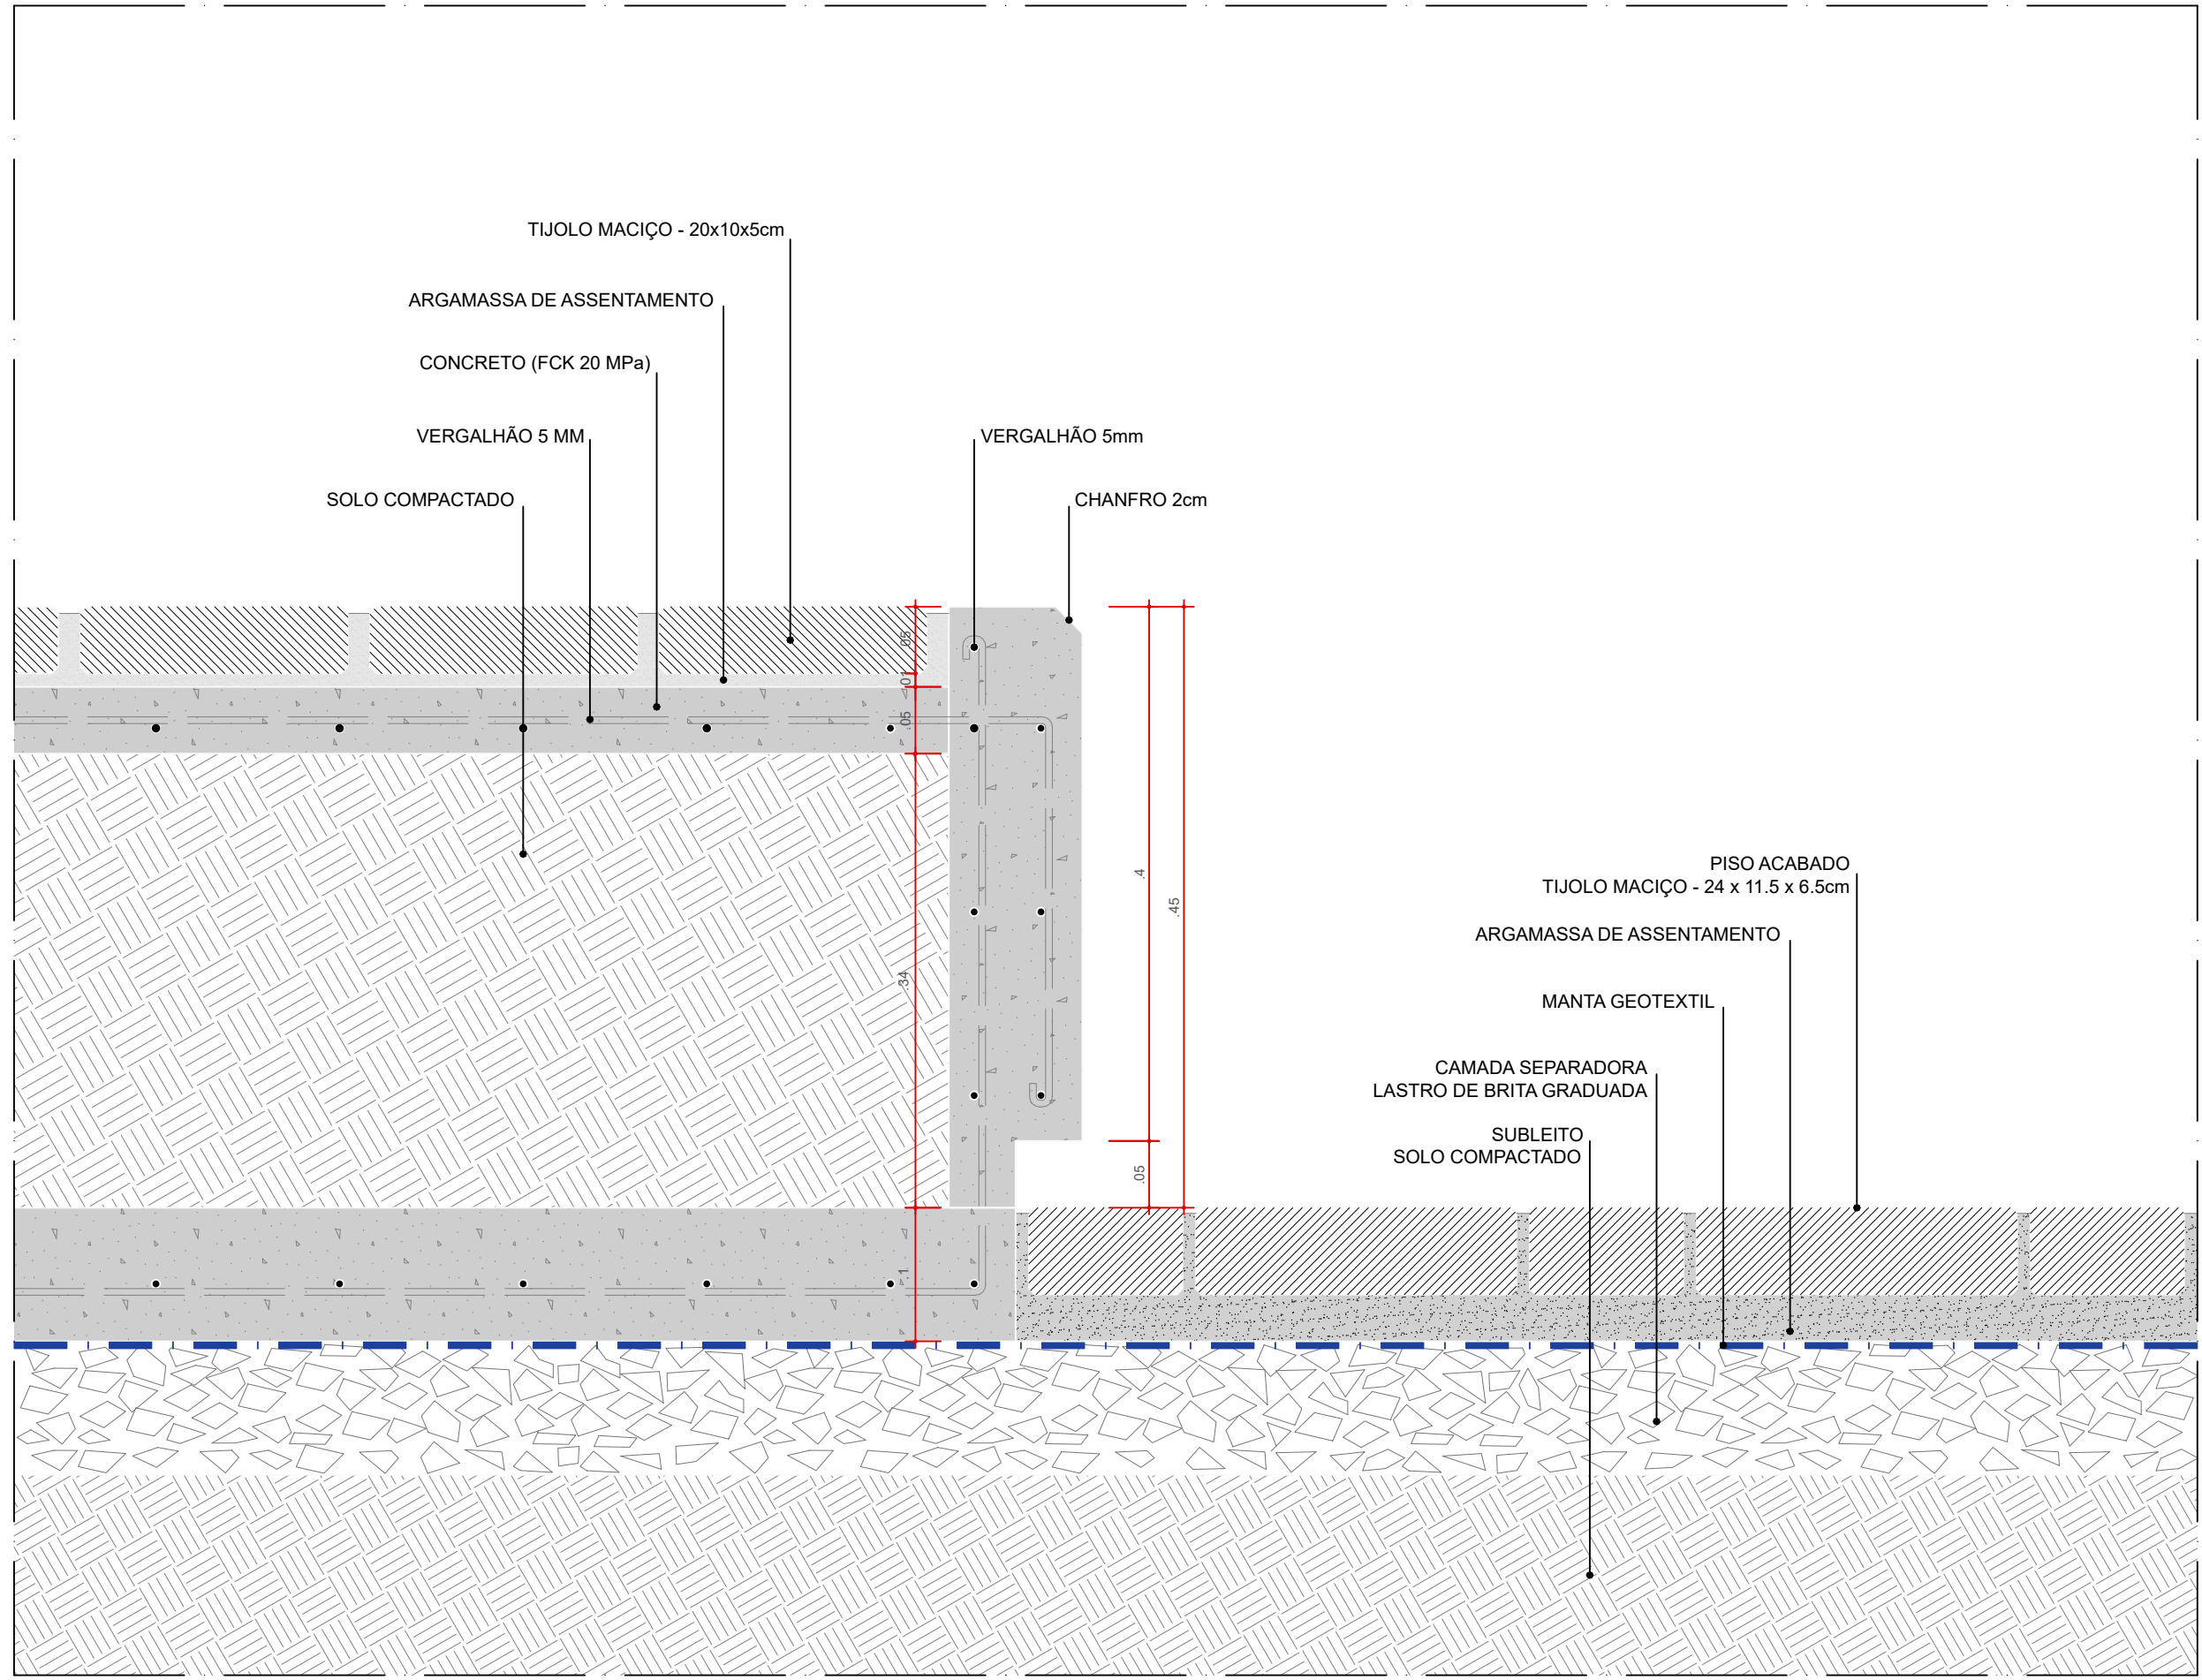 TIJOLO MACIÇO - 20x10x5cm
ARGAMASSA DE ASSENTAMENTO
CONCRETO (FCK 20 MPa)
VERGALHÃO 5 MM
VERGALHÃO 5mm
SOLO COMPACTADO
CHANFRO 2cm
.05
.01
.05
.34
.1
.4
.45
.05
PISO ACABADO
TIJOLO MACIÇO - 24 x 11.5 x 6.5cm
ARGAMASSA DE ASSENTAMENTO
MANTA GEOTEXTIL
CAMADA SEPARADORA
LASTRO DE BRITA GRADUADA
SUBLEITO
SOLO COMPACTADO